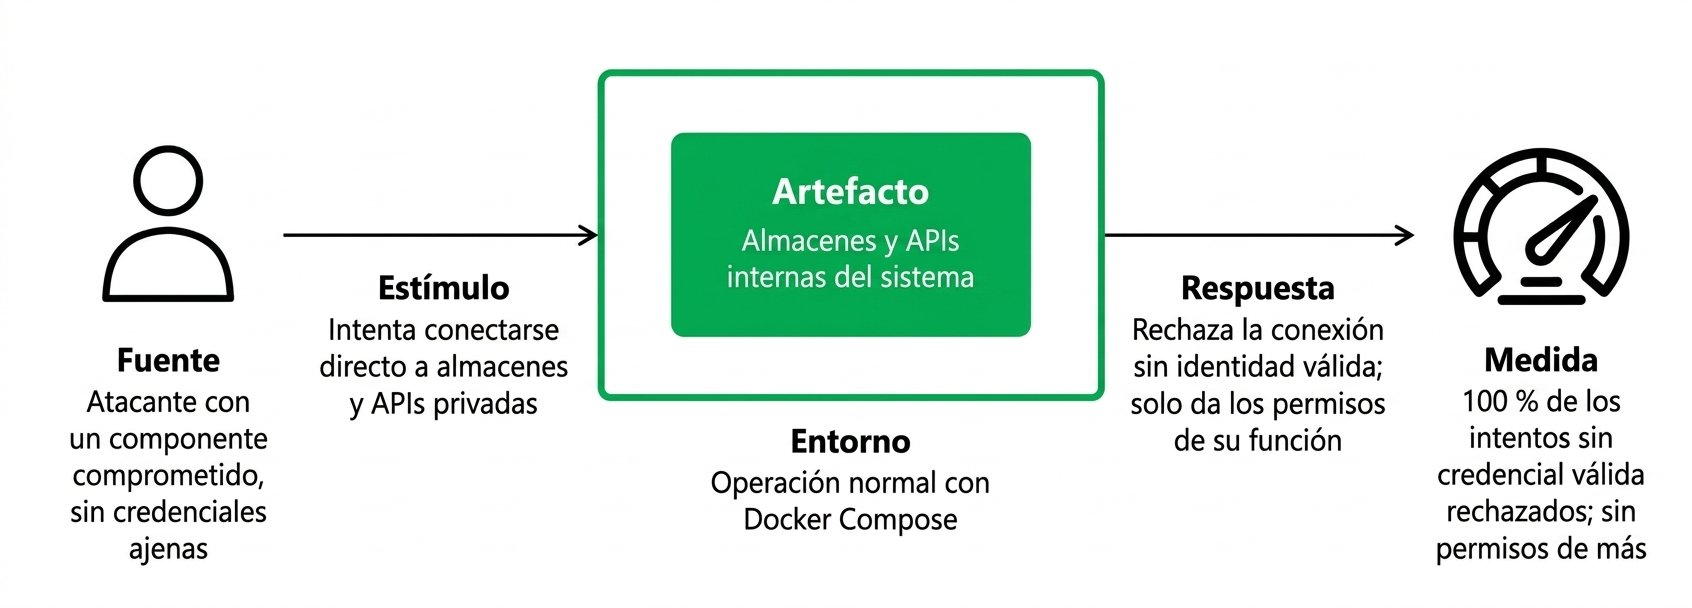 Fuente
Atacante con
un componente
comprometido,
sin credenciales
ajenas
Estímulo
Intenta conectarse
directo a almacenes
y APIs privadas
Artefacto
Almacenes y APIs
internas del sistema
Entorno
Operación normal con
Docker Compose
Respuesta
Rechaza la conexión
sin identidad válida;
solo da los permisos
de su función
Medida
100 % de los
intentos sin
credencial válida
rechazados; sin
permisos de más